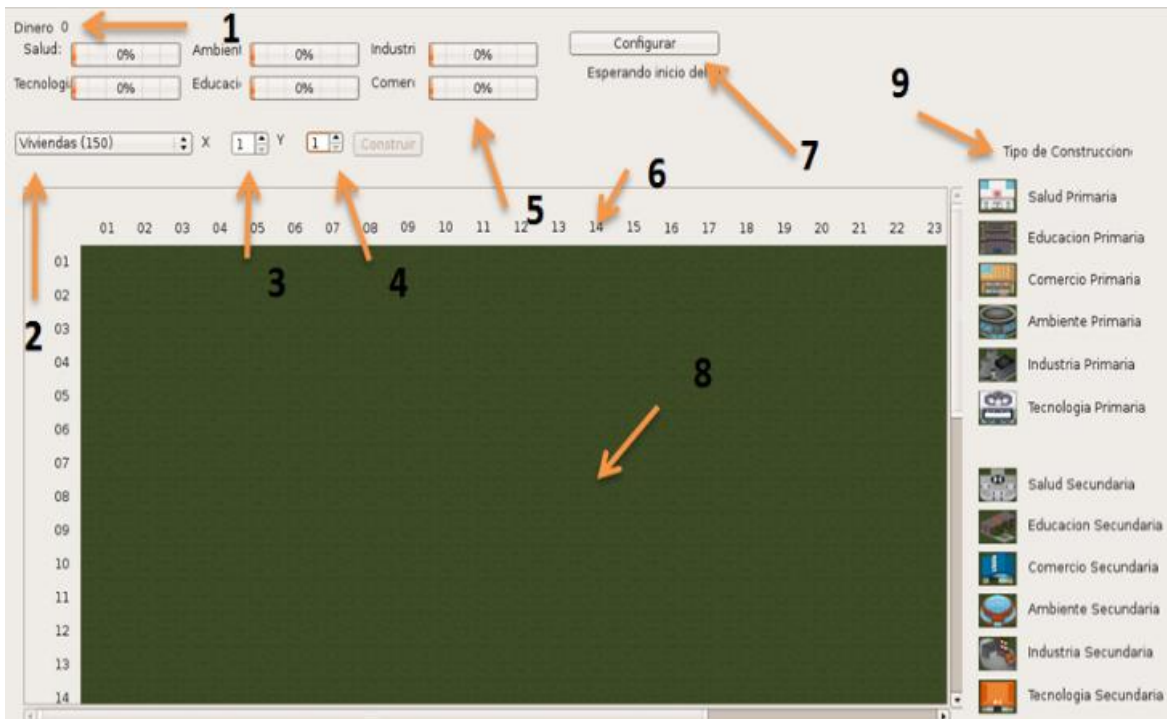 Dinero 0
1
Salud: 0% Ambient 0% Industri 0%
Configurar
Tecnologi 0% Educaci 0% Comer 0%
Esperando inicio del
9
Viviendas (150) X 1 Y 1 Construir
7
Tipo de Construccion
6
5
01 02 03 04 05 06 07 08 09 10 11 12 13 14 15 16 17 18 19 20 21 22 23
01
02
03
04
05
06
07
08
09
10
11
12
13
14
2
3
4
8
Salud Primaria
Educacion Primaria
Comercio Primaria
Ambiente Primaria
Industria Primaria
Tecnologia Primaria
Salud Secundaria
Educacion Secundaria
Comercio Secundaria
Ambiente Secundaria
Industria Secundaria
Tecnologia Secundaria